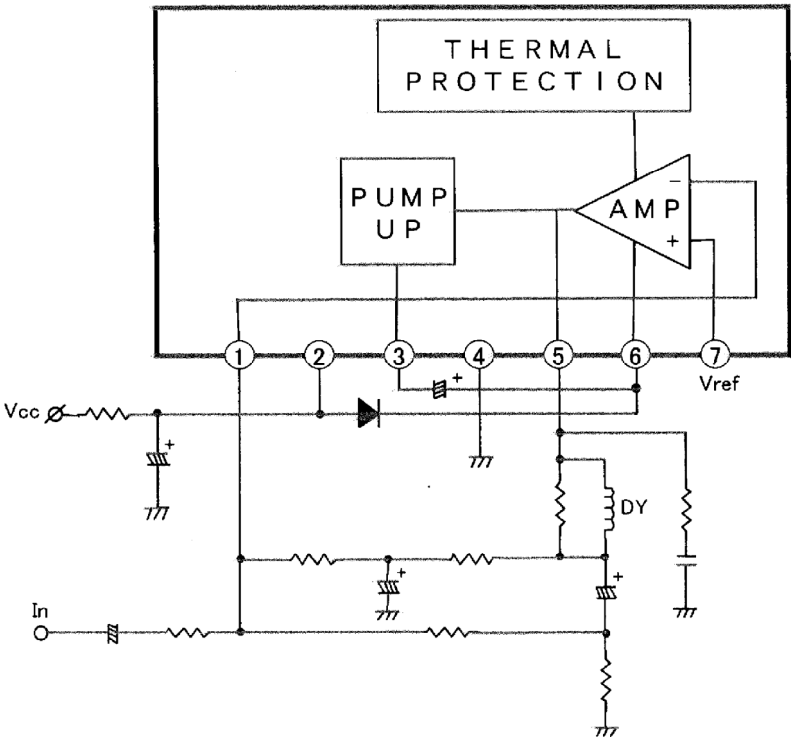 THERMAL
PROTECTION
PUMP
UP
AMP
−
+
1
2
3
4
5
6
7
Vref
+
Vcc
+
DY
+
+
In